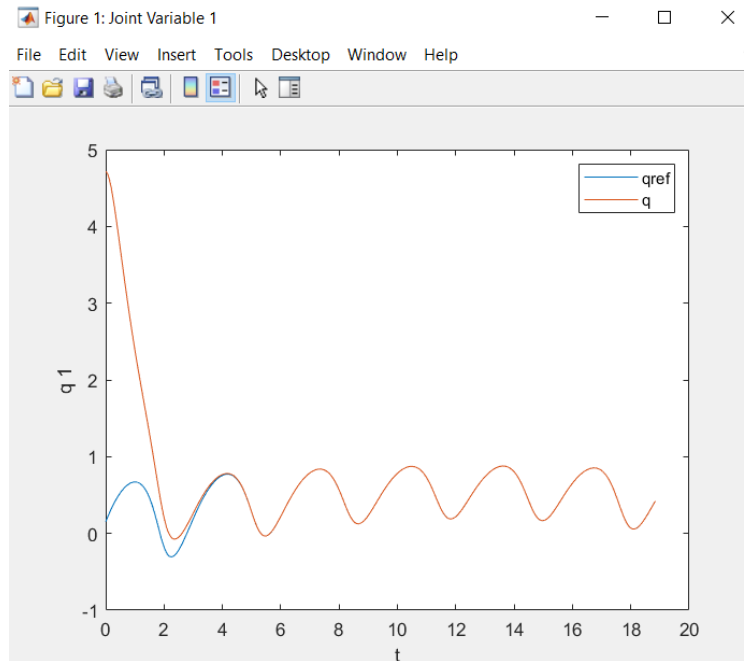 Figure 1: Joint Variable 1
File Edit View Insert Tools Desktop Window Help
qref
q
5
4
3
2
1
0
-1
q 1
0 2 4 6 8 10 12 14 16 18 20
t